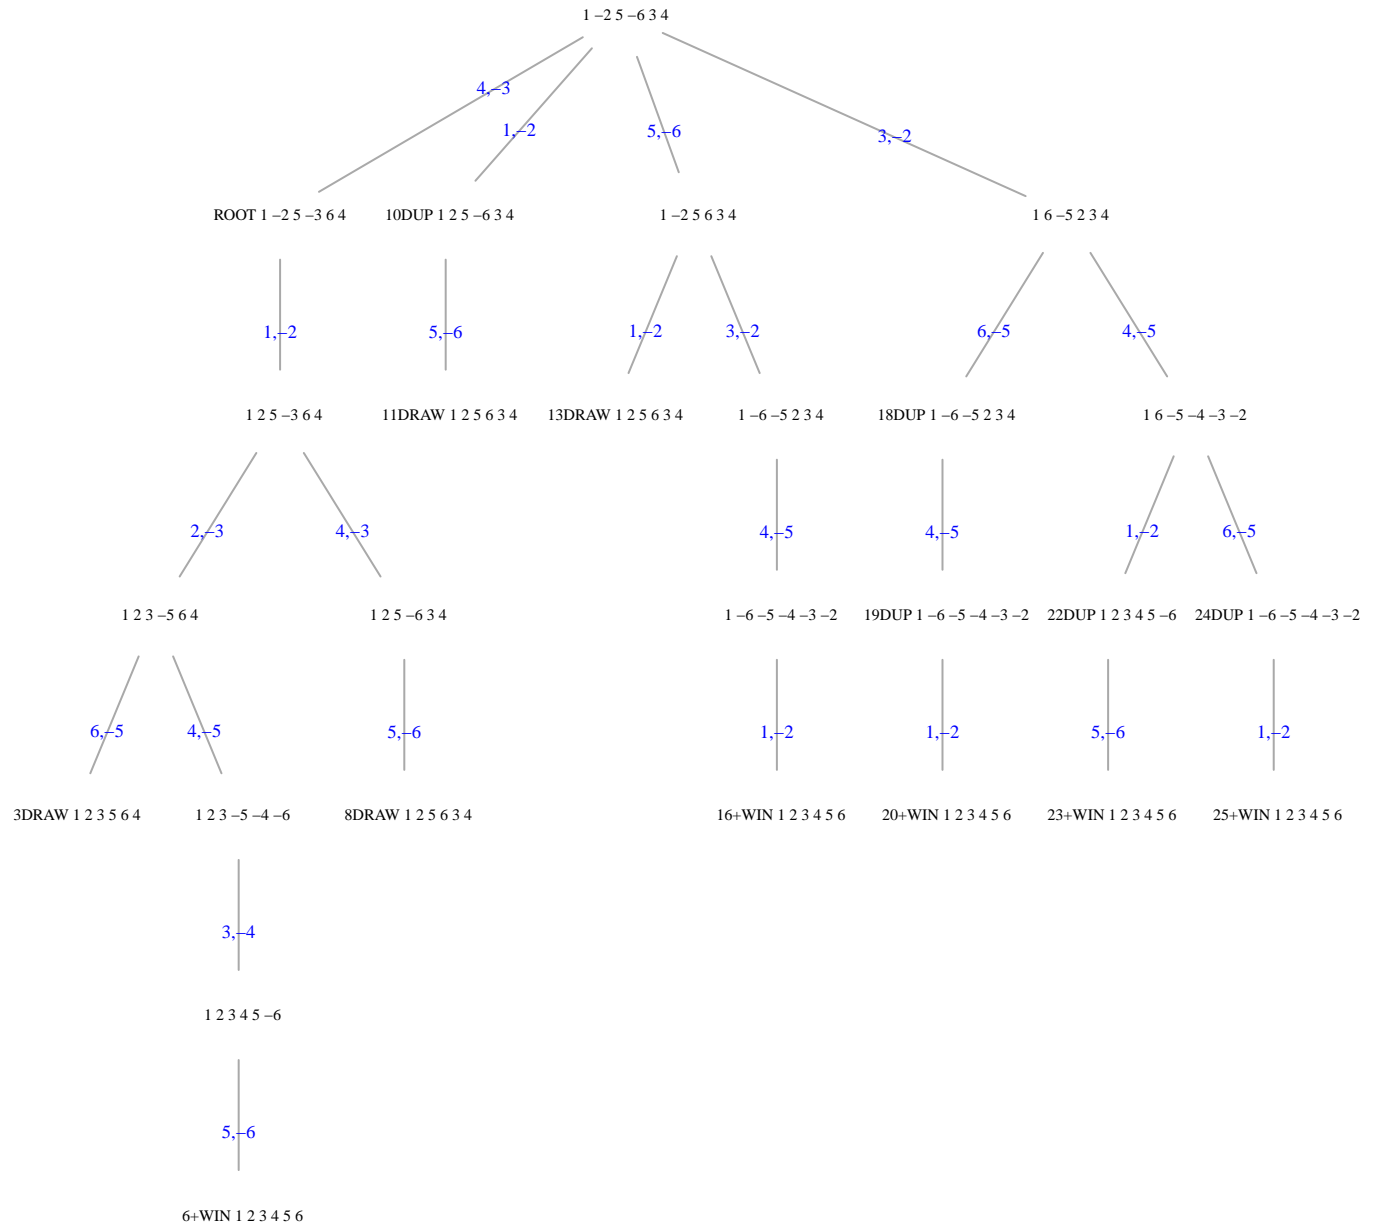 1 –2 5 –6 3 4
4,–3
1,–2
5,–6
3,–2
ROOT 1 –2 5 –3 6 4
10DUP 1 2 5 –6 3 4
1 –2 5 6 3 4
1 6 –5 2 3 4
1,–2
5,–6
1,–2
3,–2
6,–5
4,–5
1 2 5 –3 6 4
11DRAW 1 2 5 6 3 4
13DRAW 1 2 5 6 3 4
1 –6 –5 2 3 4
18DUP 1 –6 –5 2 3 4
1 6 –5 –4 –3 –2
2,–3
4,–3
4,–5
4,–5
1,–2
6,–5
1 2 3 –5 6 4
1 2 5 –6 3 4
1 –6 –5 –4 –3 –2
19DUP 1 –6 –5 –4 –3 –2
22DUP 1 2 3 4 5 –6
24DUP 1 –6 –5 –4 –3 –2
6,–5
4,–5
5,–6
1,–2
1,–2
5,–6
1,–2
3DRAW 1 2 3 5 6 4
1 2 3 –5 –4 –6
8DRAW 1 2 5 6 3 4
16+WIN 1 2 3 4 5 6
20+WIN 1 2 3 4 5 6
23+WIN 1 2 3 4 5 6
25+WIN 1 2 3 4 5 6
3,–4
1 2 3 4 5 –6
5,–6
6+WIN 1 2 3 4 5 6